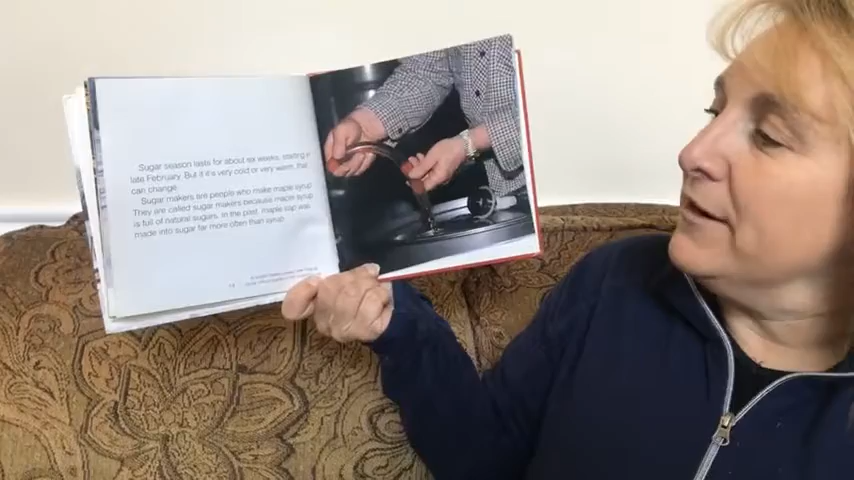 Sugar season lasts for about six weeks, starting in
late February. But if it's very cold or very warm, that
can change.
Sugar makers are people who make maple syrup.
They are called sugar makers because maple syrup
is full of natural sugars. In the past, maple sap was
made into sugar far more often than syrup.